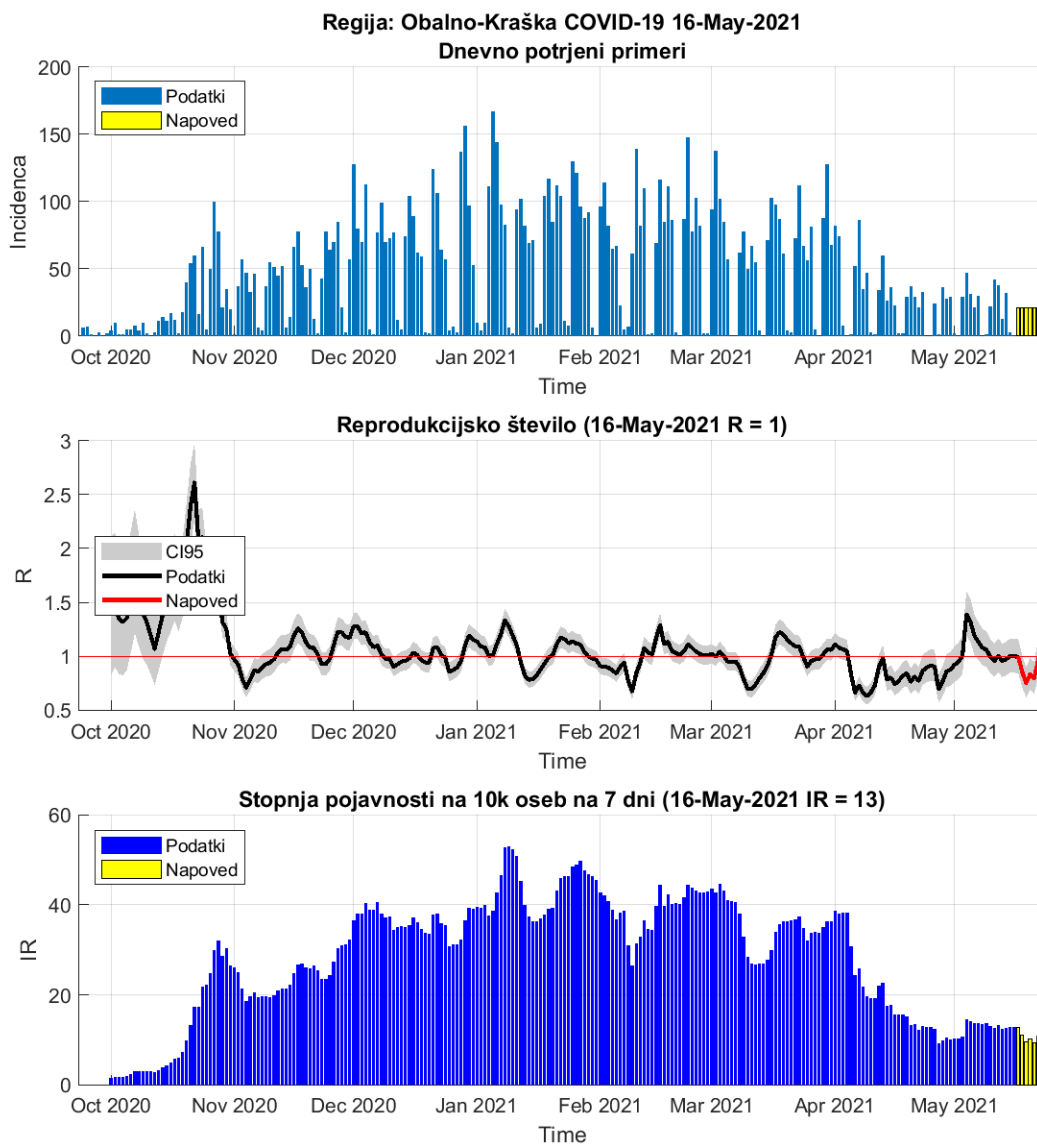 Regija: Obalno-Kraška COVID-19 16-May-2021
Dnevno potrjeni primeri
200
150
100
50
0
Incidenca
Podatki
Napoved
Oct 2020 Nov 2020 Dec 2020 Jan 2021 Feb 2021 Mar 2021 Apr 2021 May 2021
Time
Reprodukcijsko število (16-May-2021 R = 1)
3
2.5
2
1.5
1
0.5
R
CI95
Podatki
Napoved
Oct 2020 Nov 2020 Dec 2020 Jan 2021 Feb 2021 Mar 2021 Apr 2021 May 2021
Time
Stopnja pojavnosti na 10k oseb na 7 dni (16-May-2021 IR = 13)
60
40
20
0
IR
Podatki
Napoved
Oct 2020 Nov 2020 Dec 2020 Jan 2021 Feb 2021 Mar 2021 Apr 2021 May 2021
Time